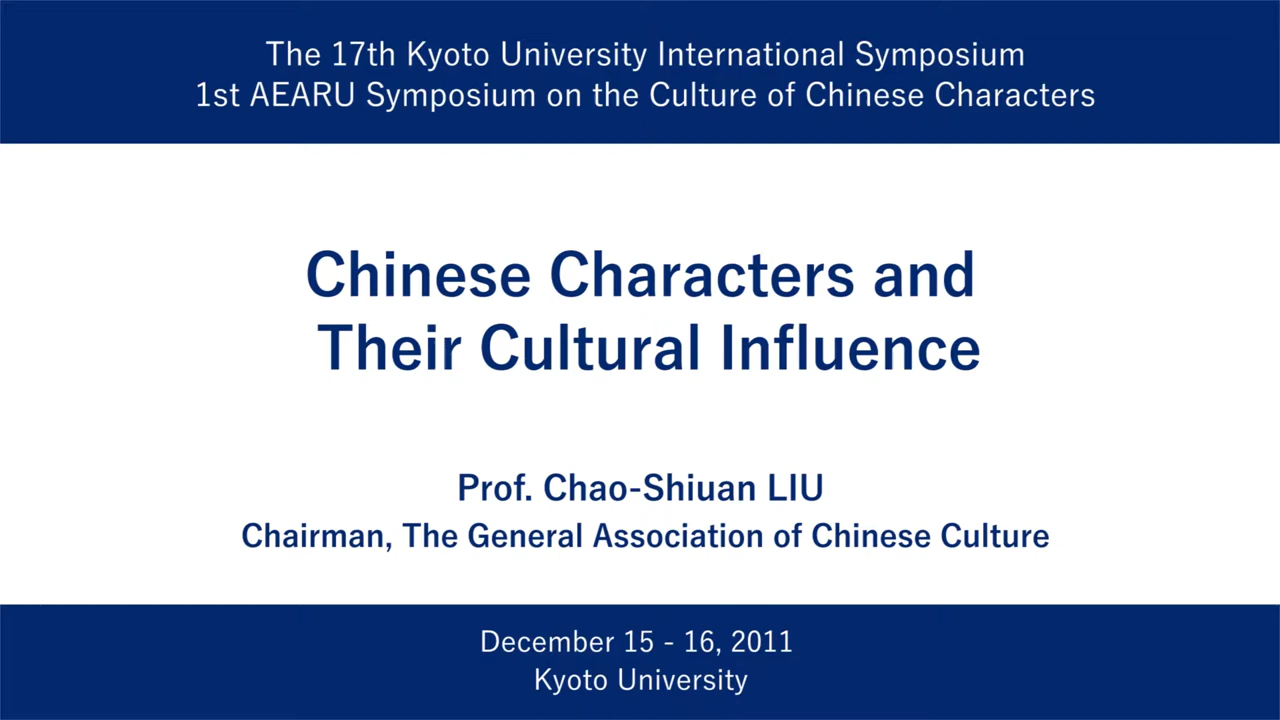 The 17th Kyoto University International Symposium
1st AEARU Symposium on the Culture of Chinese Characters
Chinese Characters and
Their Cultural Influence
Prof. Chao-Shiuan LIU
Chairman, The General Association of Chinese Culture
December 15 - 16, 2011
Kyoto University